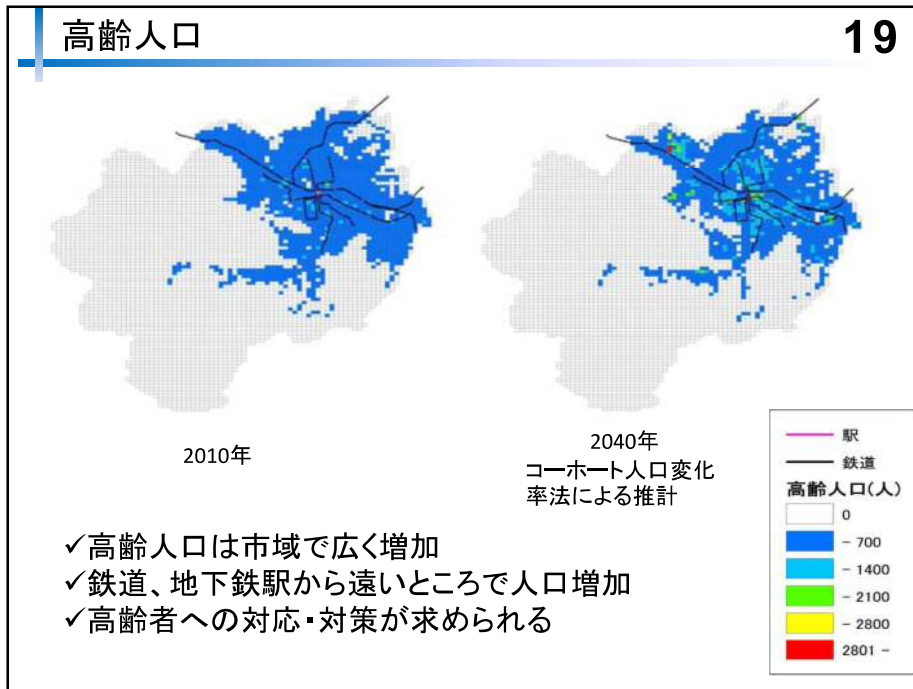 高齢人口
19
2010年
2040年
コーホート人口変化
率法による推計
駅
鉄道
高齢人口(人)
0
- 700
- 1400
- 2100
- 2800
2801 -
✓高齢人口は市域で広く増加
✓鉄道、地下鉄駅から遠いところで人口増加
✓高齢者への対応・対策が求められる